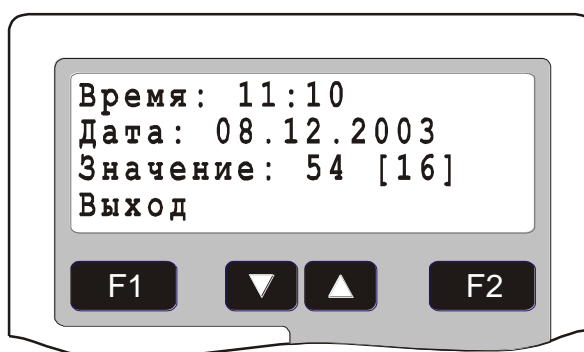 Время: 11:10
Дата: 08.12.2003
Значение: 54 [16]
Выход
F1 F2